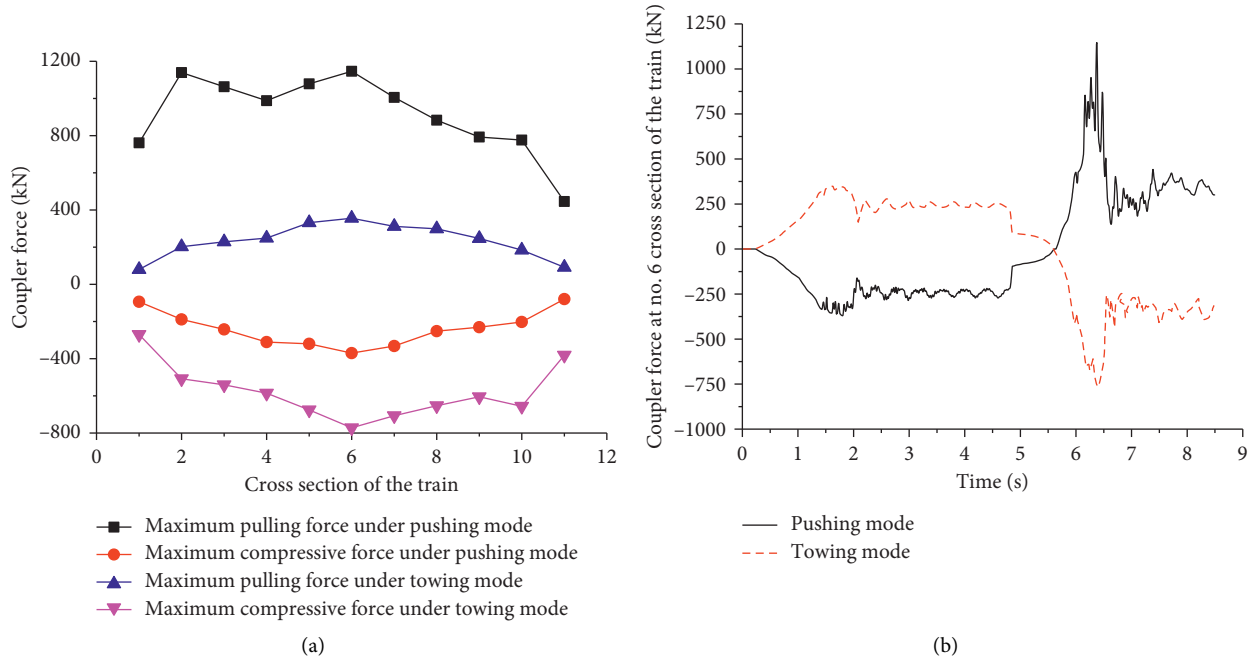 1200
800
400
0
−400
−800
Coupler force (kN)
0
2
4
6
8
10
12
Cross section of the train
Maximum pulling force under pushing mode
Maximum compressive force under pushing mode
Maximum pulling force under towing mode
Maximum compressive force under towing mode
(a)
1250
1000
750
500
250
0
−250
−500
−750
−1000
Coupler force at no. 6 cross section of the train (kN)
0
1
2
3
4
5
6
7
8
9
Time (s)
Pushing mode
Towing mode
(b)